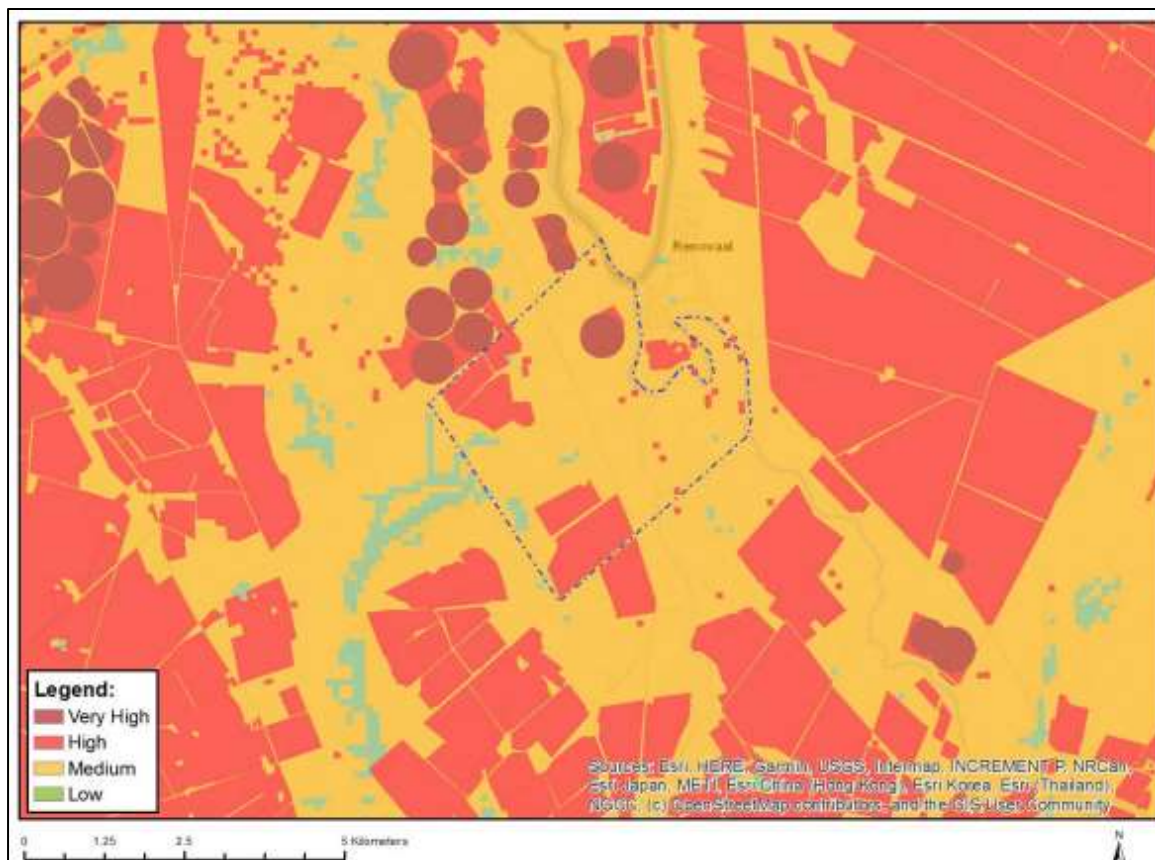 Renovaal
Legend:
Very High
High
Medium
Low
Sources: Esri, HERE, Garmin, USGS, Intermap, INCREMENT P, NRCan,
Esri Japan, METI, Esri China (Hong Kong), Esri Korea, Esri (Thailand),
NGCC, (c) OpenStreetMap contributors, and the GIS User Community
0 1.25 2.5 5 Kilometers
N